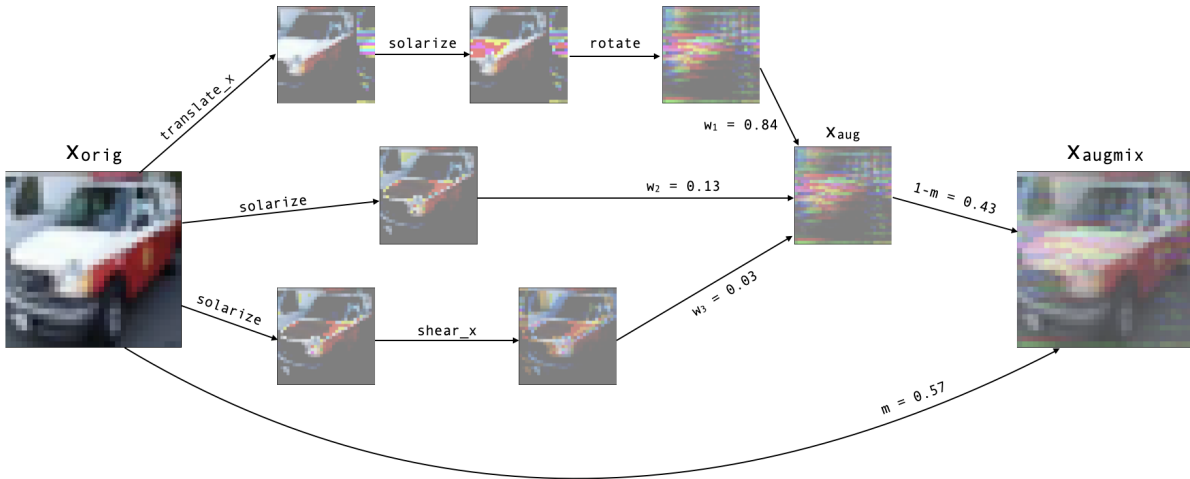 solarize
rotate
translate_x
w₁ = 0.84
x_aug
x_orig
x_augmix
solarize
w₂ = 0.13
1-m = 0.43
solarize
shear_x
w₃ = 0.03
m = 0.57